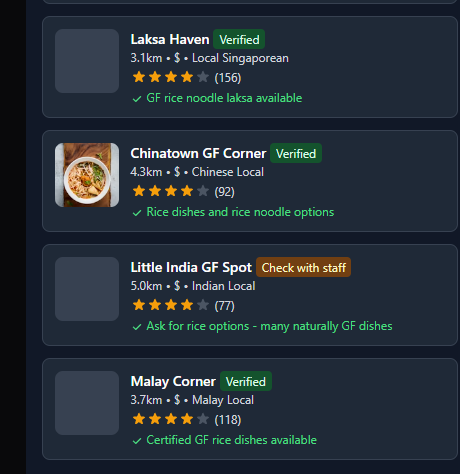 Laksa Haven Verified
3.1km • $ • Local Singaporean
(156)
GF rice noodle laksa available
Chinatown GF Corner Verified
4.3km • $ • Chinese Local
(92)
Rice dishes and rice noodle options
Little India GF Spot Check with staff
5.0km • $ • Indian Local
(77)
Ask for rice options - many naturally GF dishes
Malay Corner Verified
3.7km • $ • Malay Local
(118)
Certified GF rice dishes available